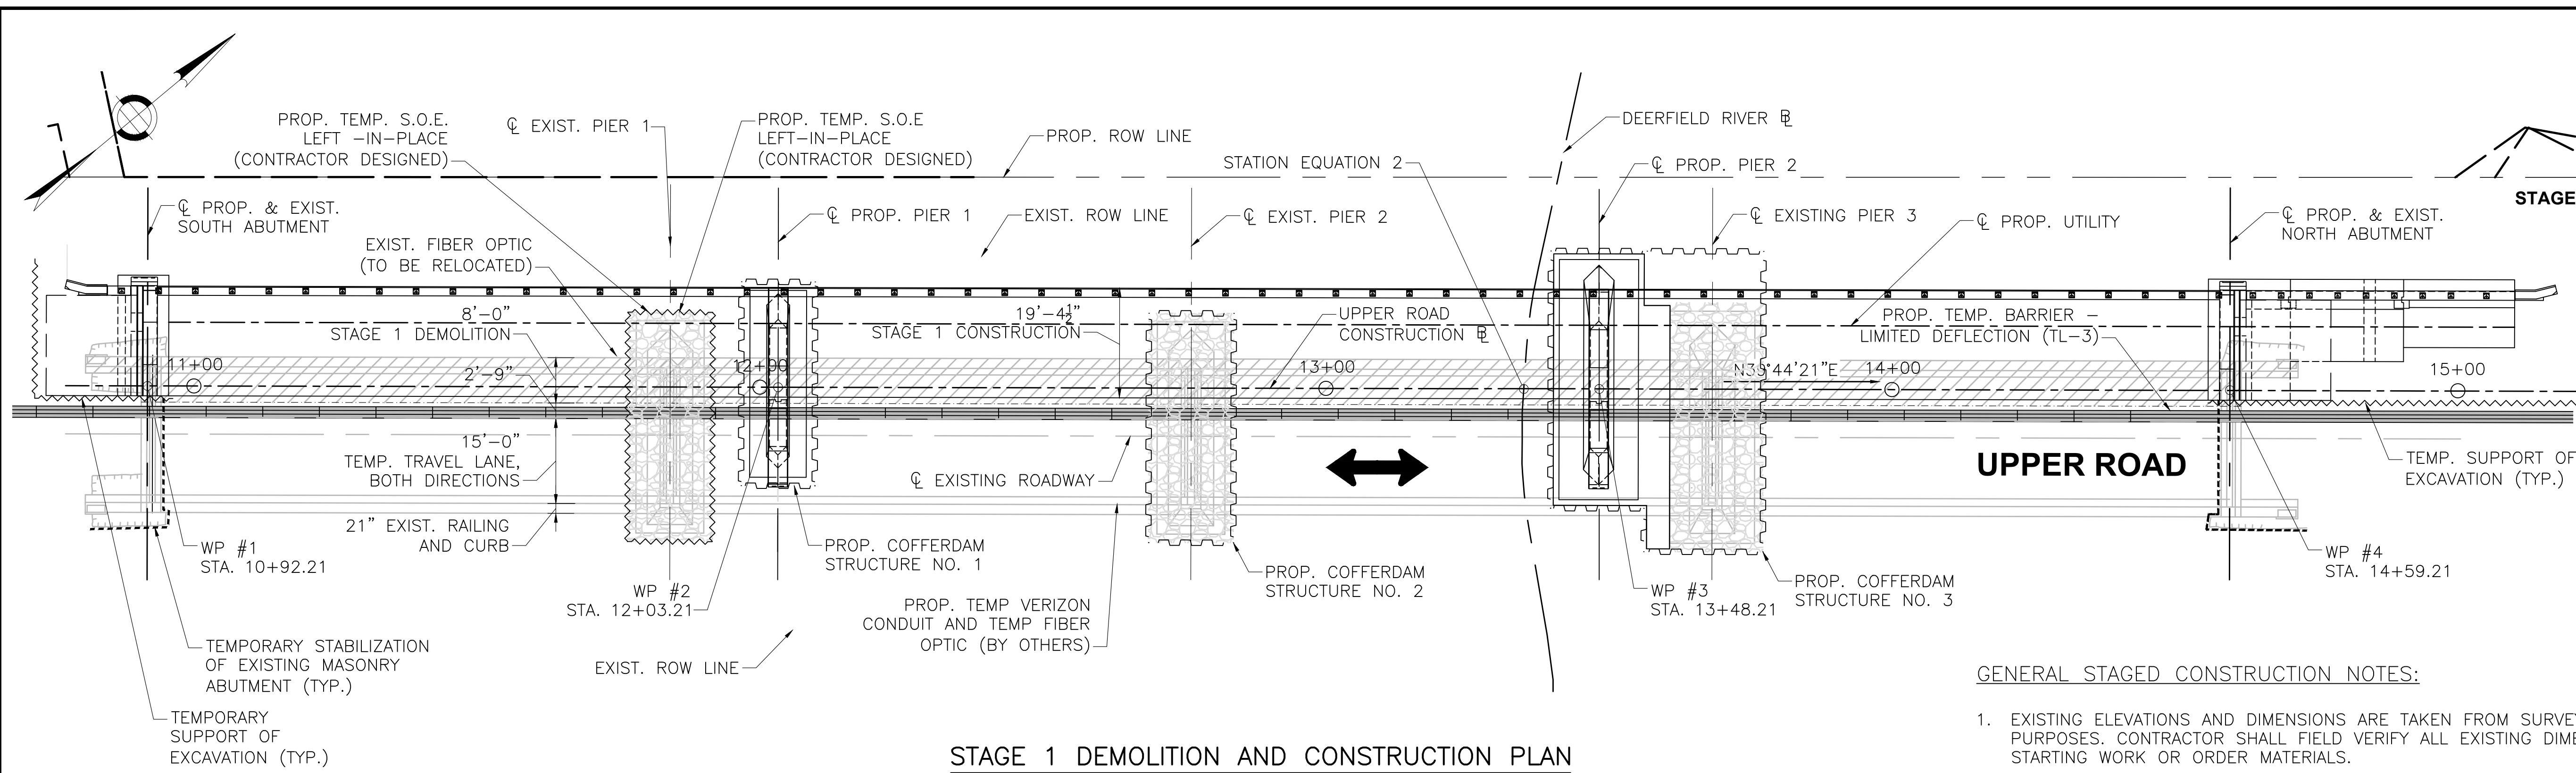 PROP. TEMP. S.O.E.
LEFT -IN-PLACE
(CONTRACTOR DESIGNED)
℄ EXIST. PIER 1
PROP. TEMP. S.O.E
LEFT-IN-PLACE
(CONTRACTOR DESIGNED)
PROP. ROW LINE
DEERFIELD RIVER BL
STATION EQUATION 2
℄ PROP. PIER 2
STAGE
℄ PROP. & EXIST.
SOUTH ABUTMENT
℄ PROP. PIER 1
EXIST. ROW LINE
℄ EXIST. PIER 2
℄ EXISTING PIER 3
℄ PROP. UTILITY
℄ PROP. & EXIST.
NORTH ABUTMENT
EXIST. FIBER OPTIC
(TO BE RELOCATED)
8'-0"
STAGE 1 DEMOLITION
19'-4½"
STAGE 1 CONSTRUCTION
UPPER ROAD
CONSTRUCTION BL
PROP. TEMP. BARRIER -
LIMITED DEFLECTION (TL-3)
11+00
2'-9"
12+00
13+00
14+00
15+00
15'-0"
TEMP. TRAVEL LANE,
BOTH DIRECTIONS
℄ EXISTING ROADWAY
UPPER ROAD
TEMP. SUPPORT OF
EXCAVATION (TYP.)
21" EXIST. RAILING
AND CURB
WP #1
STA. 10+92.21
WP #2
STA. 12+03.21
PROP. COFFERDAM
STRUCTURE NO. 1
PROP. COFFERDAM
STRUCTURE NO. 2
WP #3
STA. 13+48.21
PROP. COFFERDAM
STRUCTURE NO. 3
WP #4
STA. 14+59.21
PROP. TEMP VERIZON
CONDUIT AND TEMP FIBER
OPTIC (BY OTHERS)
TEMPORARY STABILIZATION
OF EXISTING MASONRY
ABUTMENT (TYP.)
EXIST. ROW LINE
TEMPORARY
SUPPORT OF
EXCAVATION (TYP.)
STAGE 1 DEMOLITION AND CONSTRUCTION PLAN
GENERAL STAGED CONSTRUCTION NOTES:
1. EXISTING ELEVATIONS AND DIMENSIONS ARE TAKEN FROM SURVE
PURPOSES. CONTRACTOR SHALL FIELD VERIFY ALL EXISTING DIM
STARTING WORK OR ORDER MATERIALS.